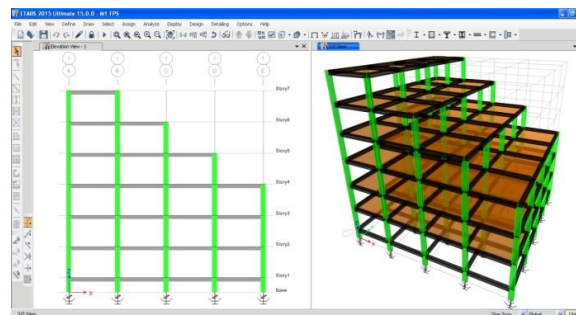 ETABS 2015 Ultimate 15.0.0 - M1 FPS
File Edit View Define Draw Select Assign Analyze Display Design Detailing Options Help
Elevation View - 1
3-D View
A B C D E
Story7
Story6
Story5
Story4
Story3
Story2
Story1
Base
X
3-D View
One Story
Global